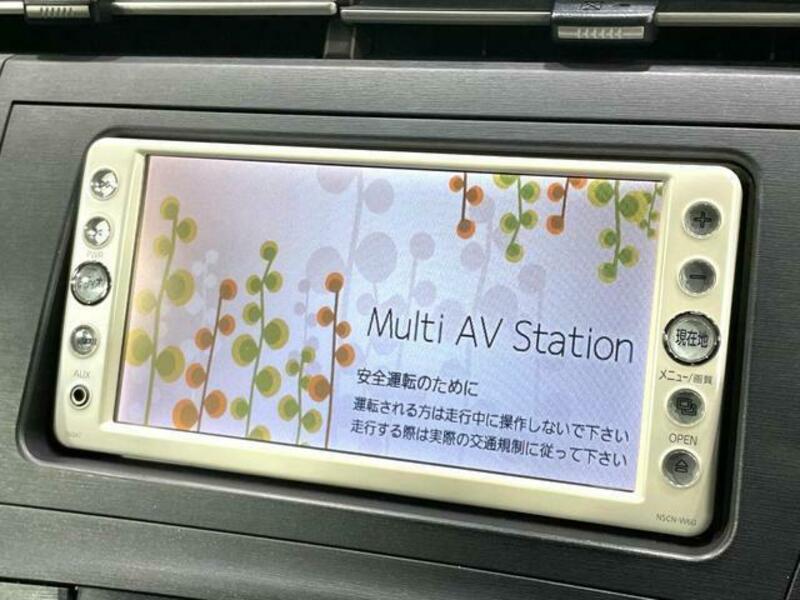 Multi AV Station
安全運転のために
運転される方は走行中に操作しないで下さい
走行する際は実際の交通規制に従って下さい
PWR
AUX
+
−
現在地
メニュー/画質
OPEN
NSCN-W60